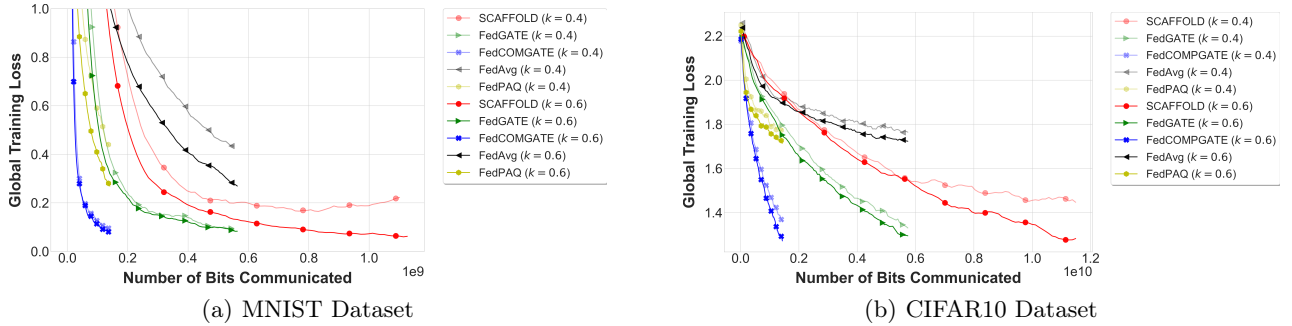 1.0
0.8
0.6
0.4
0.2
0.0
Global Training Loss
0.0 0.2 0.4 0.6 0.8 1.0
1e9
Number of Bits Communicated
SCAFFOLD (k = 0.4)
FedGATE (k = 0.4)
FedCOMGATE (k = 0.4)
FedAvg (k = 0.4)
FedPAQ (k = 0.4)
SCAFFOLD (k = 0.6)
FedGATE (k = 0.6)
FedCOMGATE (k = 0.6)
FedAvg (k = 0.6)
FedPAQ (k = 0.6)
(a) MNIST Dataset
2.2
2.0
1.8
1.6
1.4
Global Training Loss
0.0 0.2 0.4 0.6 0.8 1.0 1.2
1e10
Number of Bits Communicated
SCAFFOLD (k = 0.4)
FedGATE (k = 0.4)
FedCOMPGATE (k = 0.4)
FedAvg (k = 0.4)
FedPAQ (k = 0.4)
SCAFFOLD (k = 0.6)
FedGATE (k = 0.6)
FedCOMPGATE (k = 0.6)
FedAvg (k = 0.6)
FedPAQ (k = 0.6)
(b) CIFAR10 Dataset